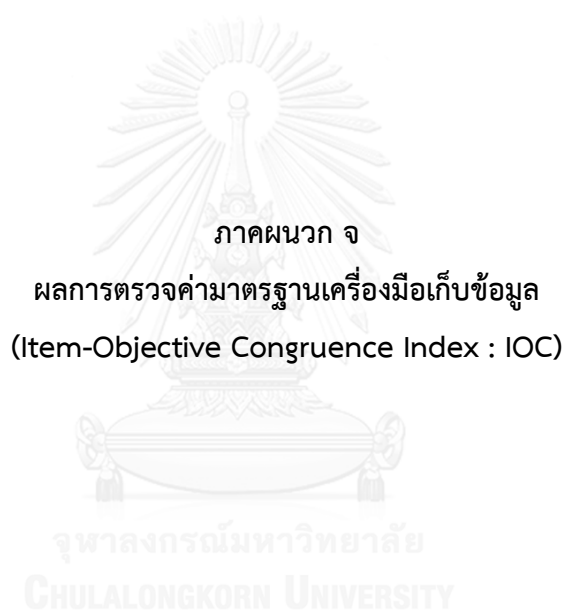 ภาคผนวก จ
ผลการตรวจค่ามาตรฐานเครื่องมือเก็บข้อมูล
(Item-Objective Congruence Index : IOC)
จุฬาลงกรณ์มหาวิทยาลัย
CHULALONGKORN UNIVERSITY